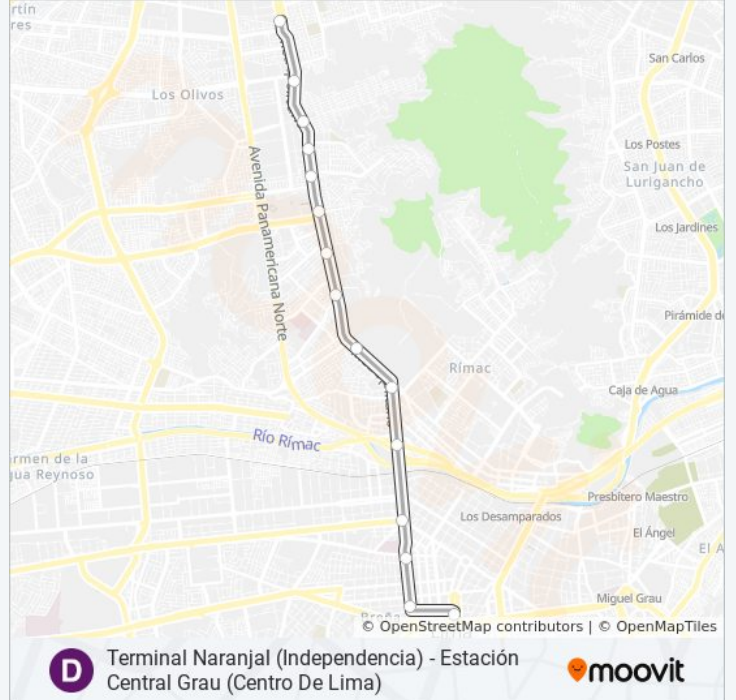 rtín
res
San Carlos
Los Olivos
Los Postes
San Juan de
Lurigancho
Avenida Panamericana Norte
Los Jardines
Pirámide d
Rímac
Caja de Agua
Río Rímac
rmen de la
gua Reynoso
Presbítero Maestro
Los Desamparados
El Ángel
El A
Miguel Grau
Breña
© OpenStreetMap contributors | © OpenMapTiles
D
Terminal Naranjal (Independencia) - Estación
Central Grau (Centro De Lima)
moovit